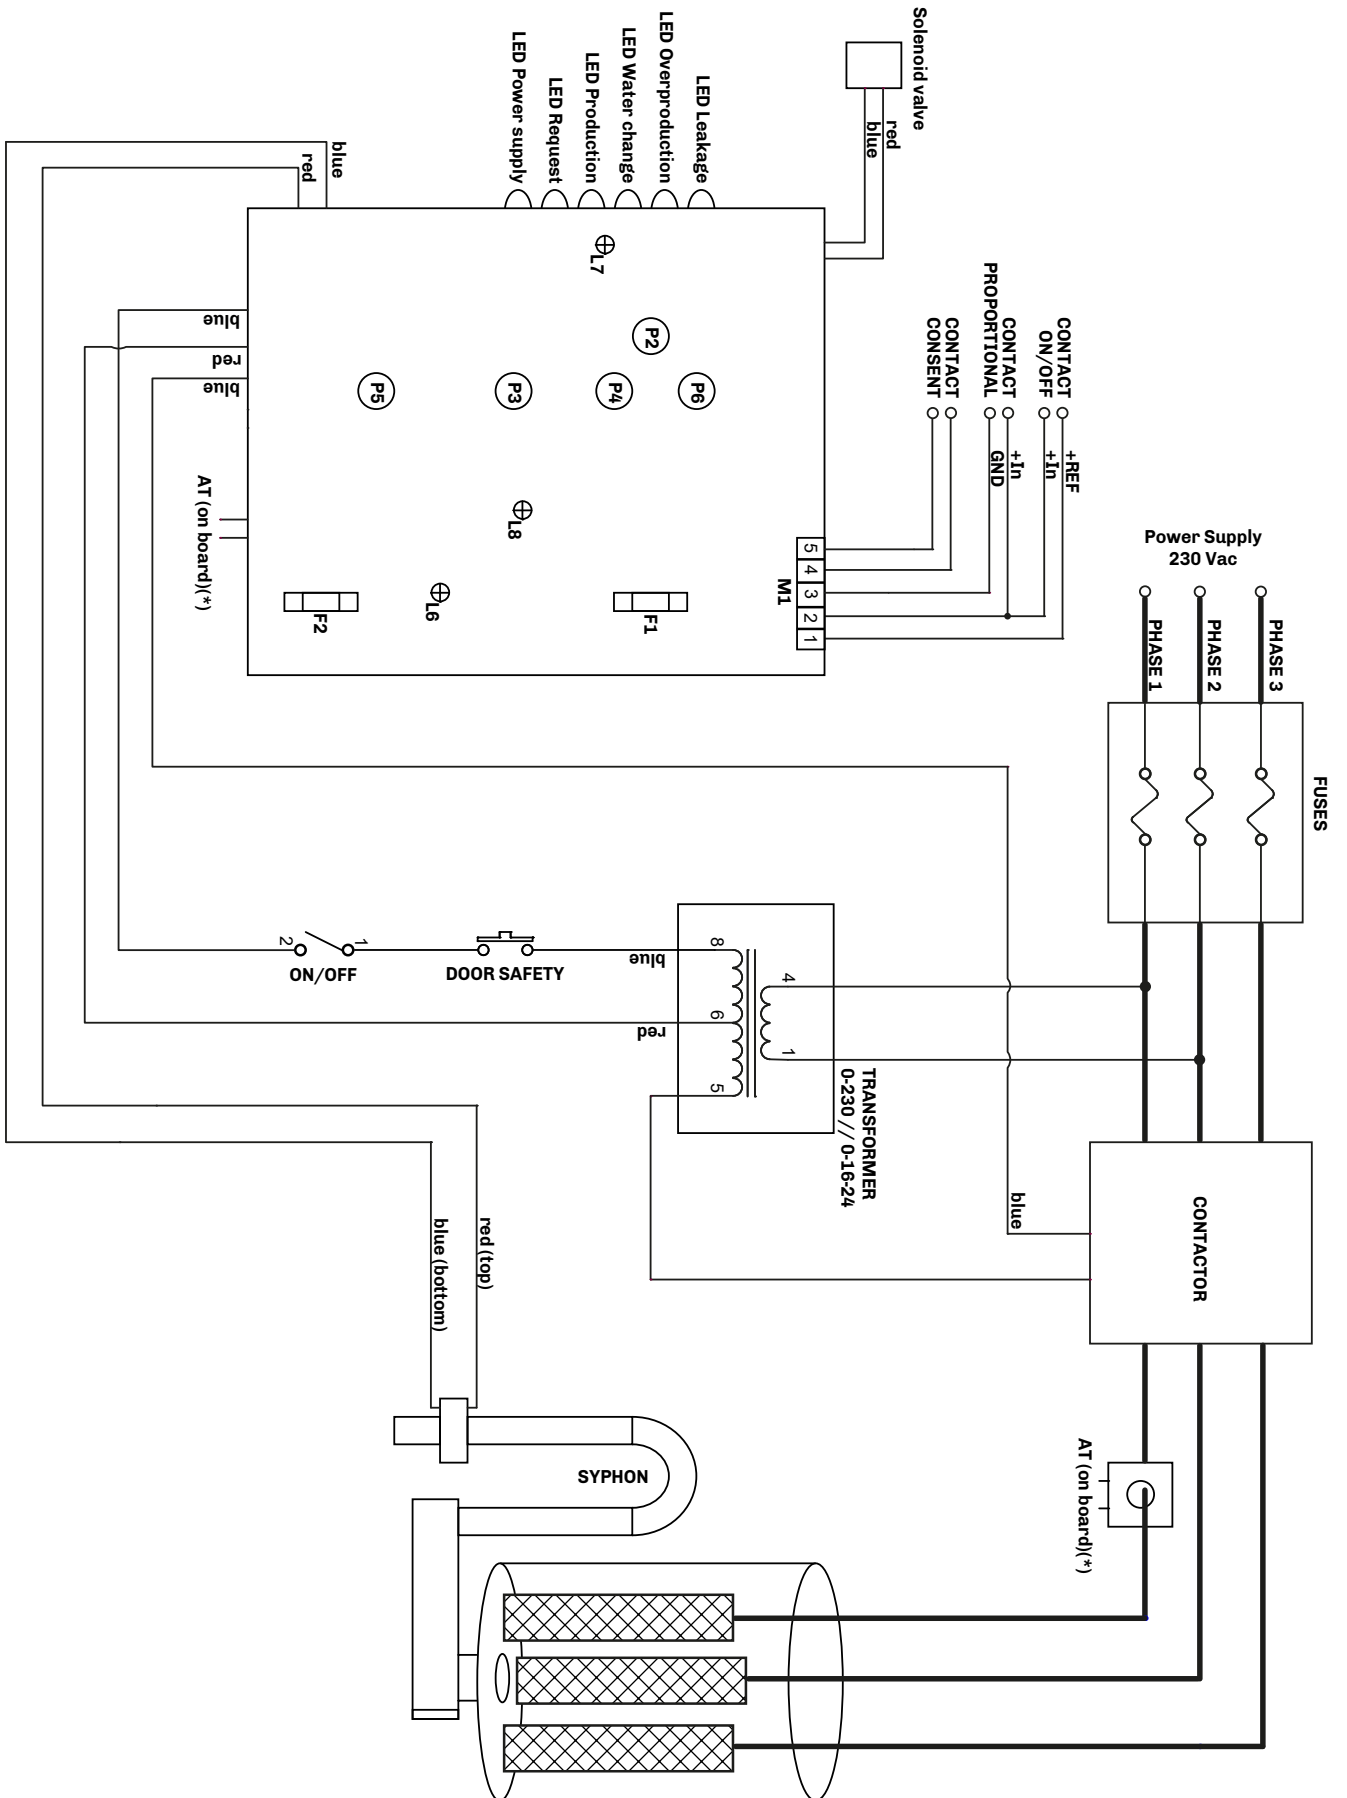 Solenoid valve
red
blue
LED Leakage
LED Overproduction
LED Water change
LED Production
LED Request
LED Power supply
blue
red
L7
P2
P6
P4
P3
P5
L8
L6
F1
F2
M1
5
4
3
2
1
CONTACT
CONSENT
CONTACT
PROPORTIONAL
CONTACT
ON/OFF
+REF
+In
+In
GND
blue
red
blue
AT (on board)(*)
Power Supply
230 Vac
PHASE 1
PHASE 2
PHASE 3
FUSES
2
1
ON/OFF
DOOR SAFETY
blue
red
8
6
5
4
1
TRANSFORMER
0-230 // 0-16-24
blue
CONTACTOR
red (top)
blue (bottom)
SYPHON
AT (on board)(*)